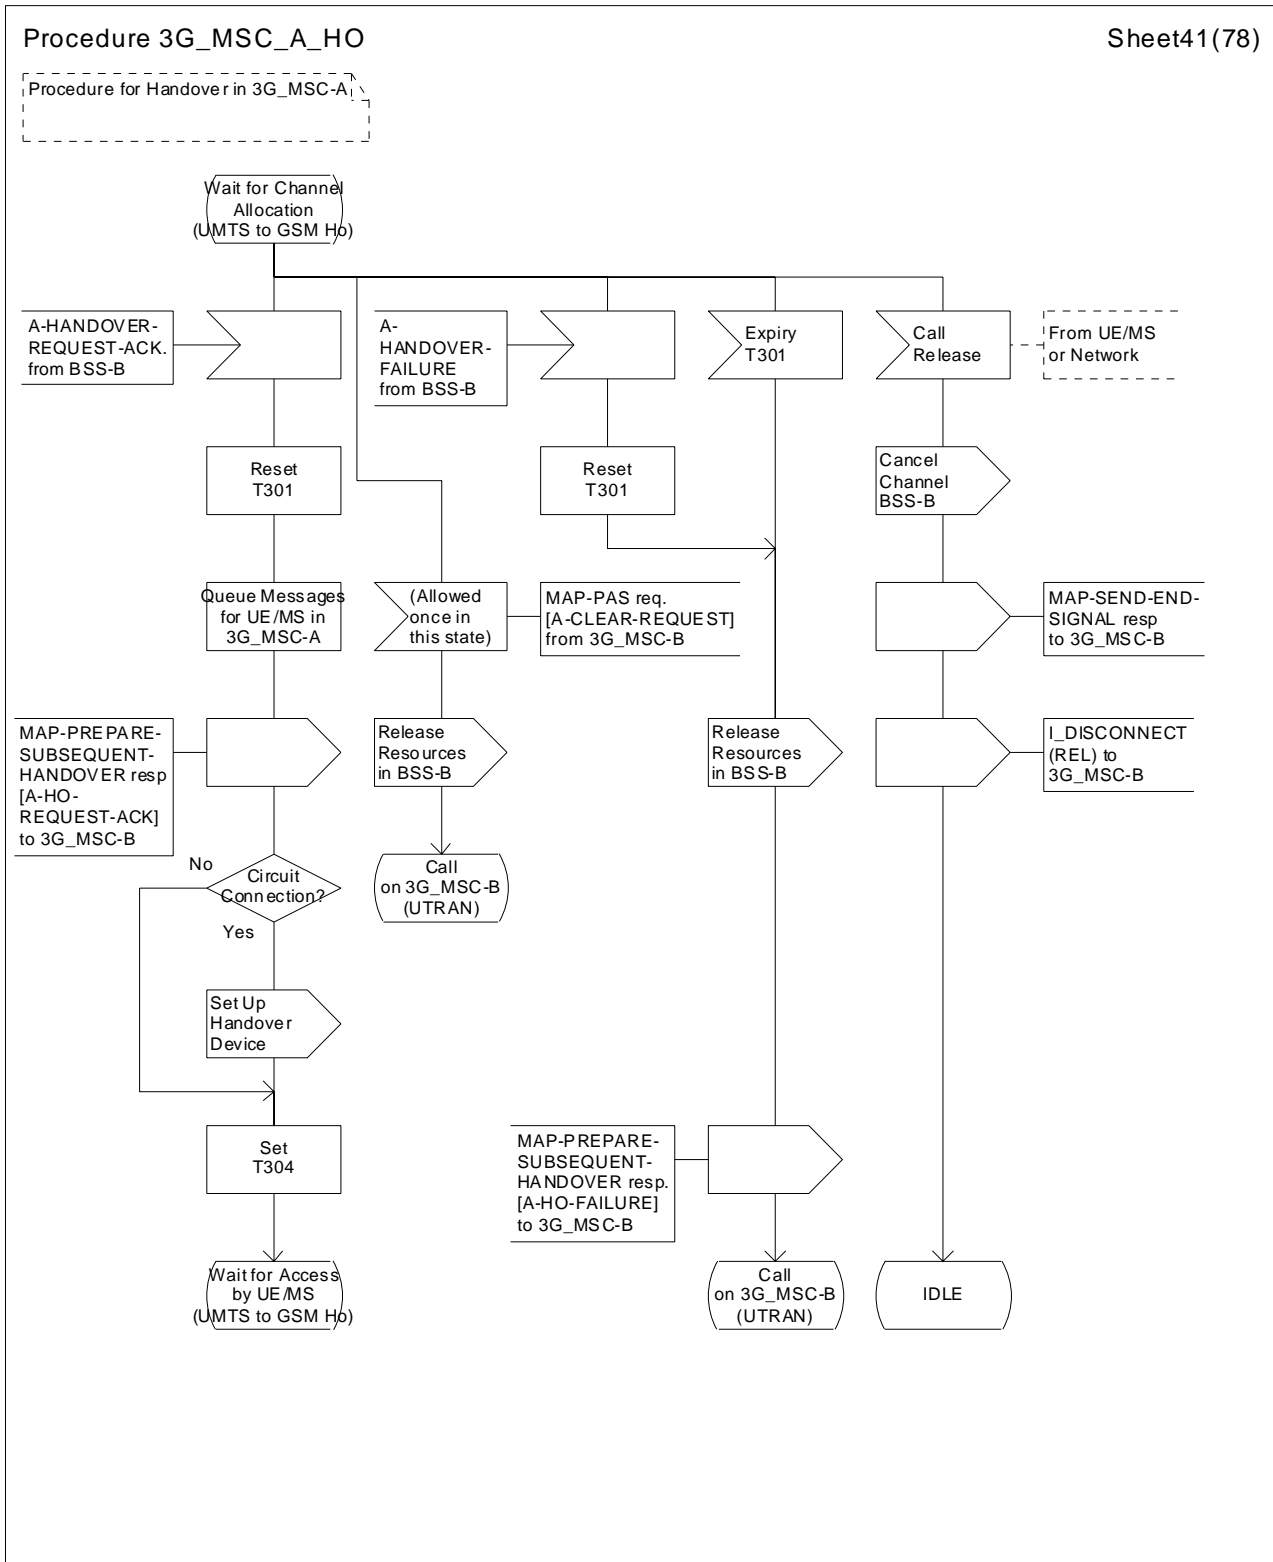 Procedure 3G_MSC_A_HO
Sheet41(78)
Procedure for Handover in 3G_MSC-A
Wait for Channel
Allocation
(UMTS to GSM Ho)
A-HANDOVER-
REQUEST-ACK.
from BSS-B
A-
HANDOVER-
FAILURE
from BSS-B
Expiry
T301
Call
Release
From UE/MS
or Network
Reset
T301
Reset
T301
Cancel
Channel
BSS-B
Queue Messages
for UE/MS in
3G_MSC-A
(Allowed
once in
this state)
MAP-PAS req.
[A-CLEAR-REQUEST]
from 3G_MSC-B
MAP-SEND-END-
SIGNAL resp
to 3G_MSC-B
MAP-PREPARE-
SUBSEQUENT-
HANDOVER resp
[A-HO-
REQUEST-ACK]
to 3G_MSC-B
Release
Resources
in BSS-B
Release
Resources
in BSS-B
I_DISCONNECT
(REL) to
3G_MSC-B
No
Circuit
Connection?
Yes
Call
on 3G_MSC-B
(UTRAN)
Set Up
Handover
Device
Set
T304
MAP-PREPARE-
SUBSEQUENT-
HANDOVER resp.
[A-HO-FAILURE]
to 3G_MSC-B
Wait for Access
by UE/MS
(UMTS to GSM Ho)
Call
on 3G_MSC-B
(UTRAN)
IDLE